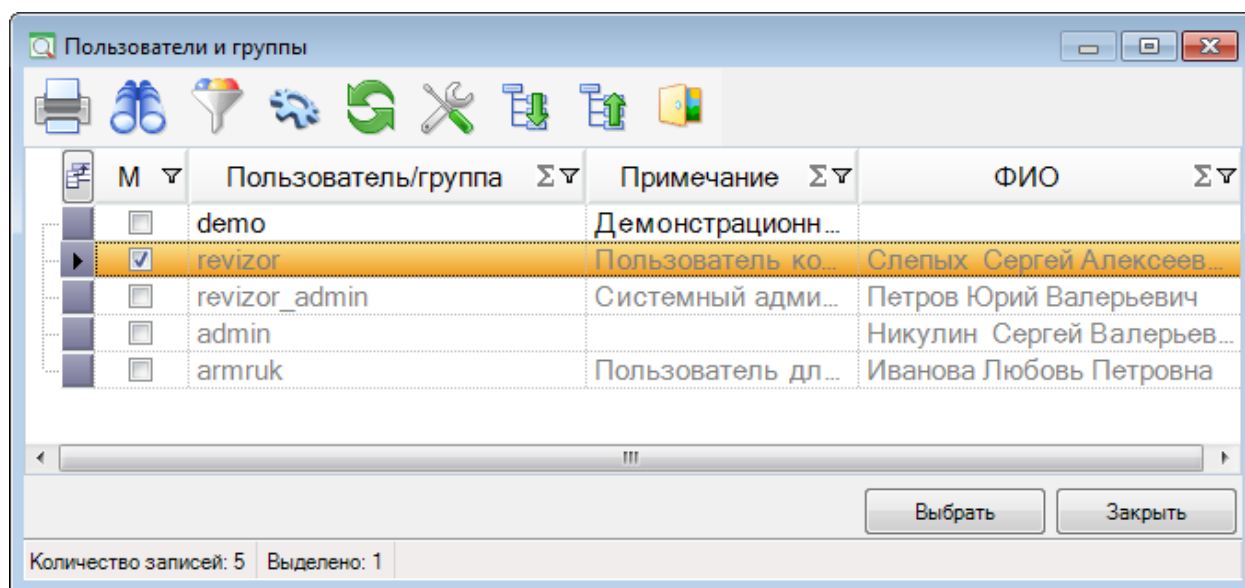 Пользователи и группы
М Пользователь/группа Σ Примечание Σ ФИО Σ
demo Демонстрационн...
revizor Пользователь ко... Слепых Сергей Алексеев...
revizor_admin Системный адми... Петров Юрий Валерьевич
admin Никулин Сергей Валерьев...
armruk Пользователь дл... Иванова Любовь Петровна
Выбрать Закрыть
Количество записей: 5 Выделено: 1